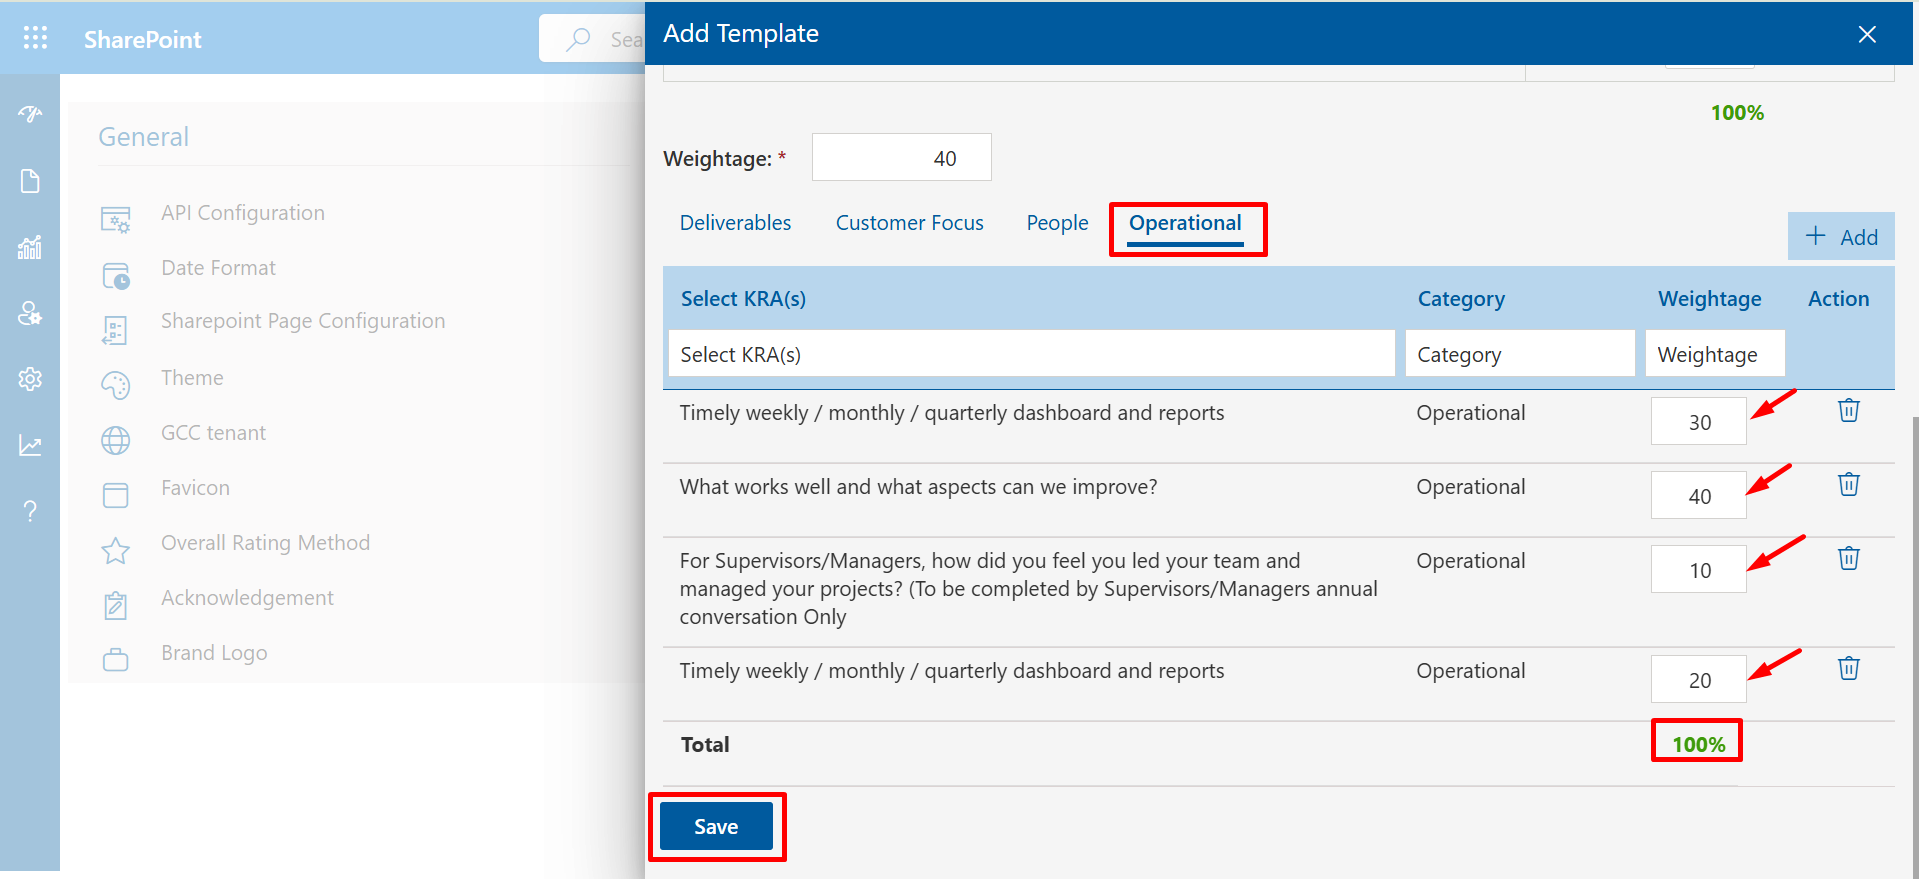 SharePoint
Sea
Add Template
General
API Configuration
Date Format
Sharepoint Page Configuration
Theme
GCC tenant
Favicon
Overall Rating Method
Acknowledgement
Brand Logo
100%
Weightage: * 40
Deliverables Customer Focus People Operational
+ Add
Select KRA(s) Category Weightage Action
Select KRA(s) Category Weightage
Timely weekly / monthly / quarterly dashboard and reports Operational 30
What works well and what aspects can we improve? Operational 40
For Supervisors/Managers, how did you feel you led your team and Operational 10
managed your projects? (To be completed by Supervisors/Managers annual
conversation Only
Timely weekly / monthly / quarterly dashboard and reports Operational 20
Total 100%
Save